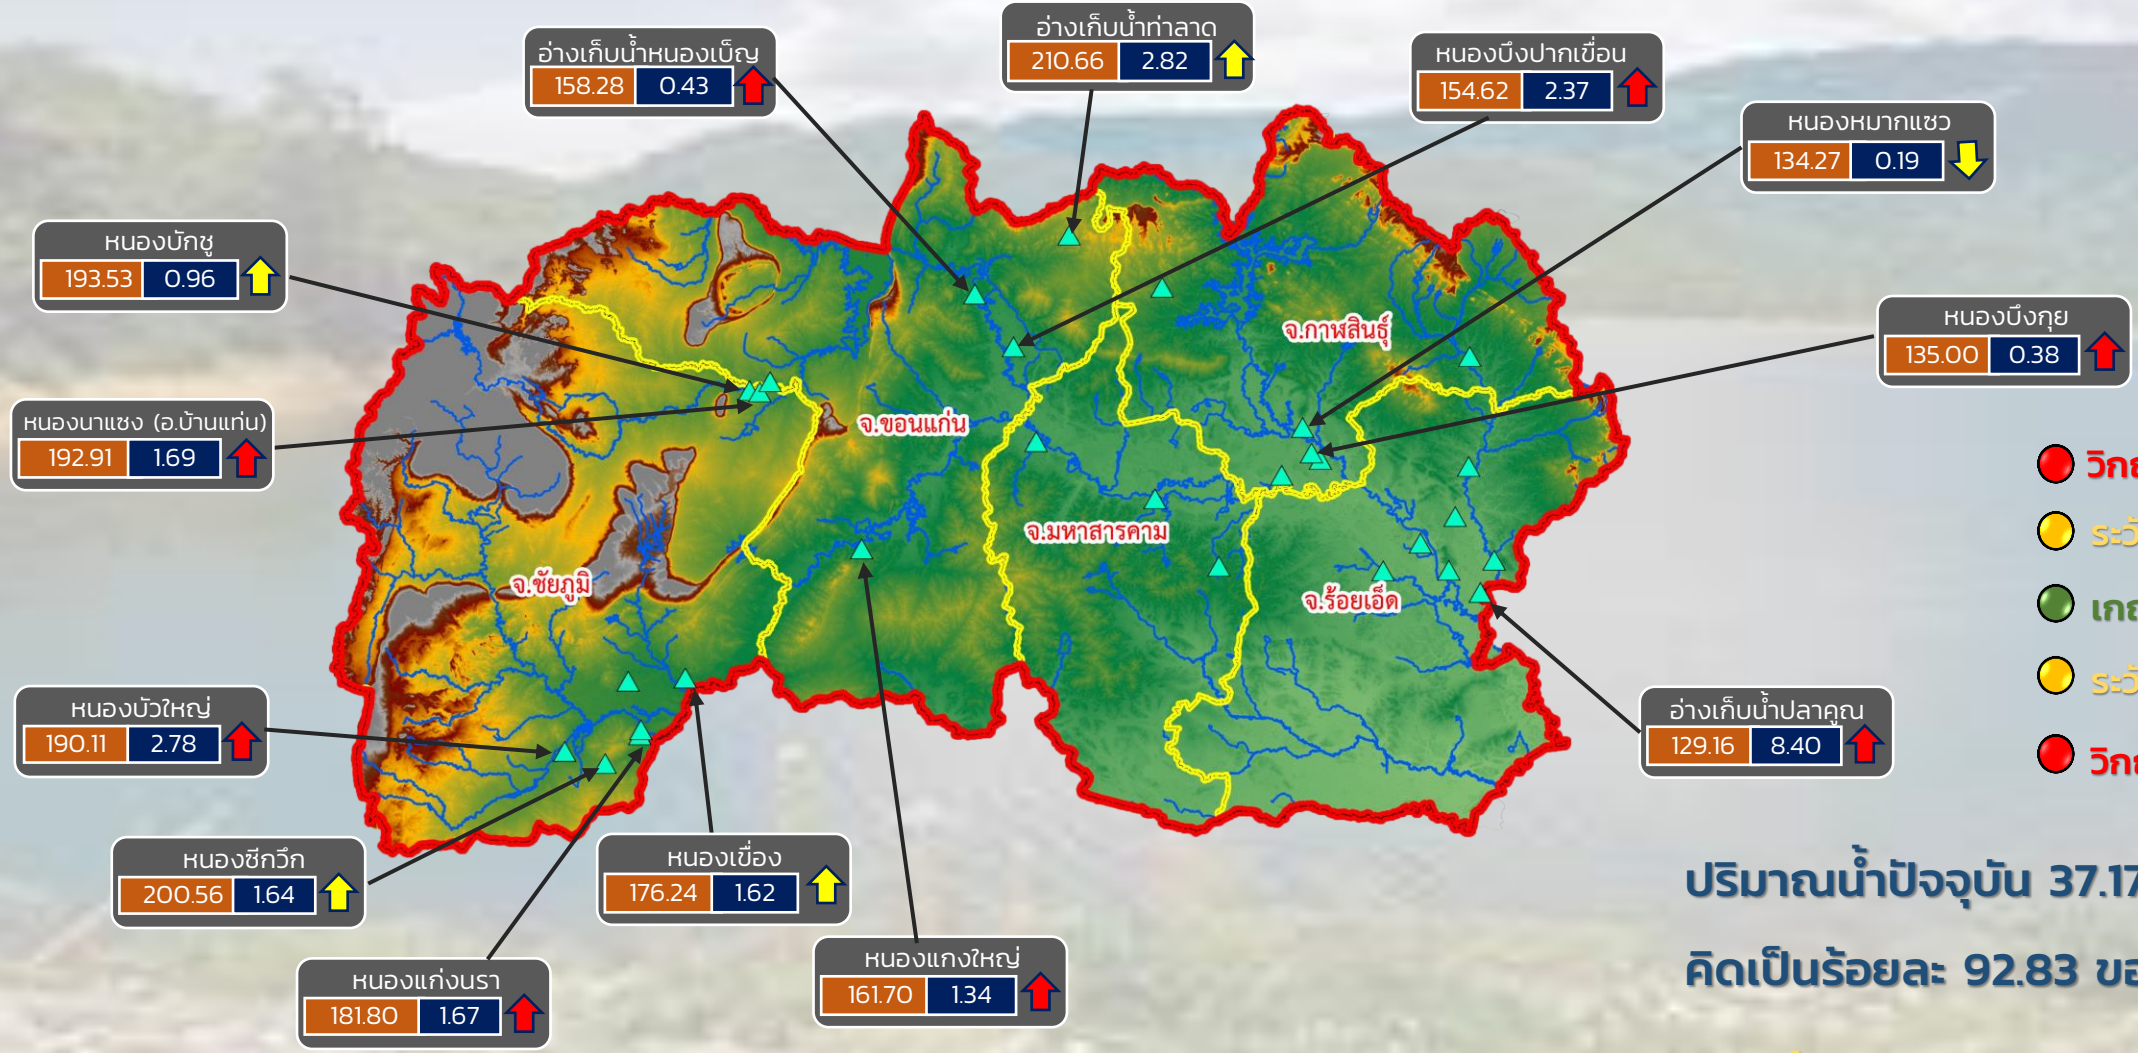 อ่างเก็บน้ำหนองเบ็ญ
158.28 0.43
อ่างเก็บน้ำท่าลาด
210.66 2.82
หนองบึงปากเขื่อน
154.62 2.37
หนองหมากแซว
134.27 0.19
หนองบักซู
193.53 0.96
หนองบึงกุย
135.00 0.38
หนองนาแซง (อ.บ้านแท่น)
192.91 1.69
จ.กาฬสินธุ์
จ.ขอนแก่น
จ.มหาสารคาม
จ.ชัยภูมิ
จ.ร้อยเอ็ด
ระวั
เกณ
ระวั
หนองบัวใหญ่
190.11 2.78
อ่างเก็บน้ำปลาคูณ
129.16 8.40
หนองซีกวึก
200.56 1.64
หนองเขื่อง
176.24 1.62
หนองแก่งนรา
181.80 1.67
หนองแกงใหญ่
161.70 1.34
ปริมาณน้ำปัจจุบัน 37.17
คิดเป็นร้อยละ 92.83 ขอ